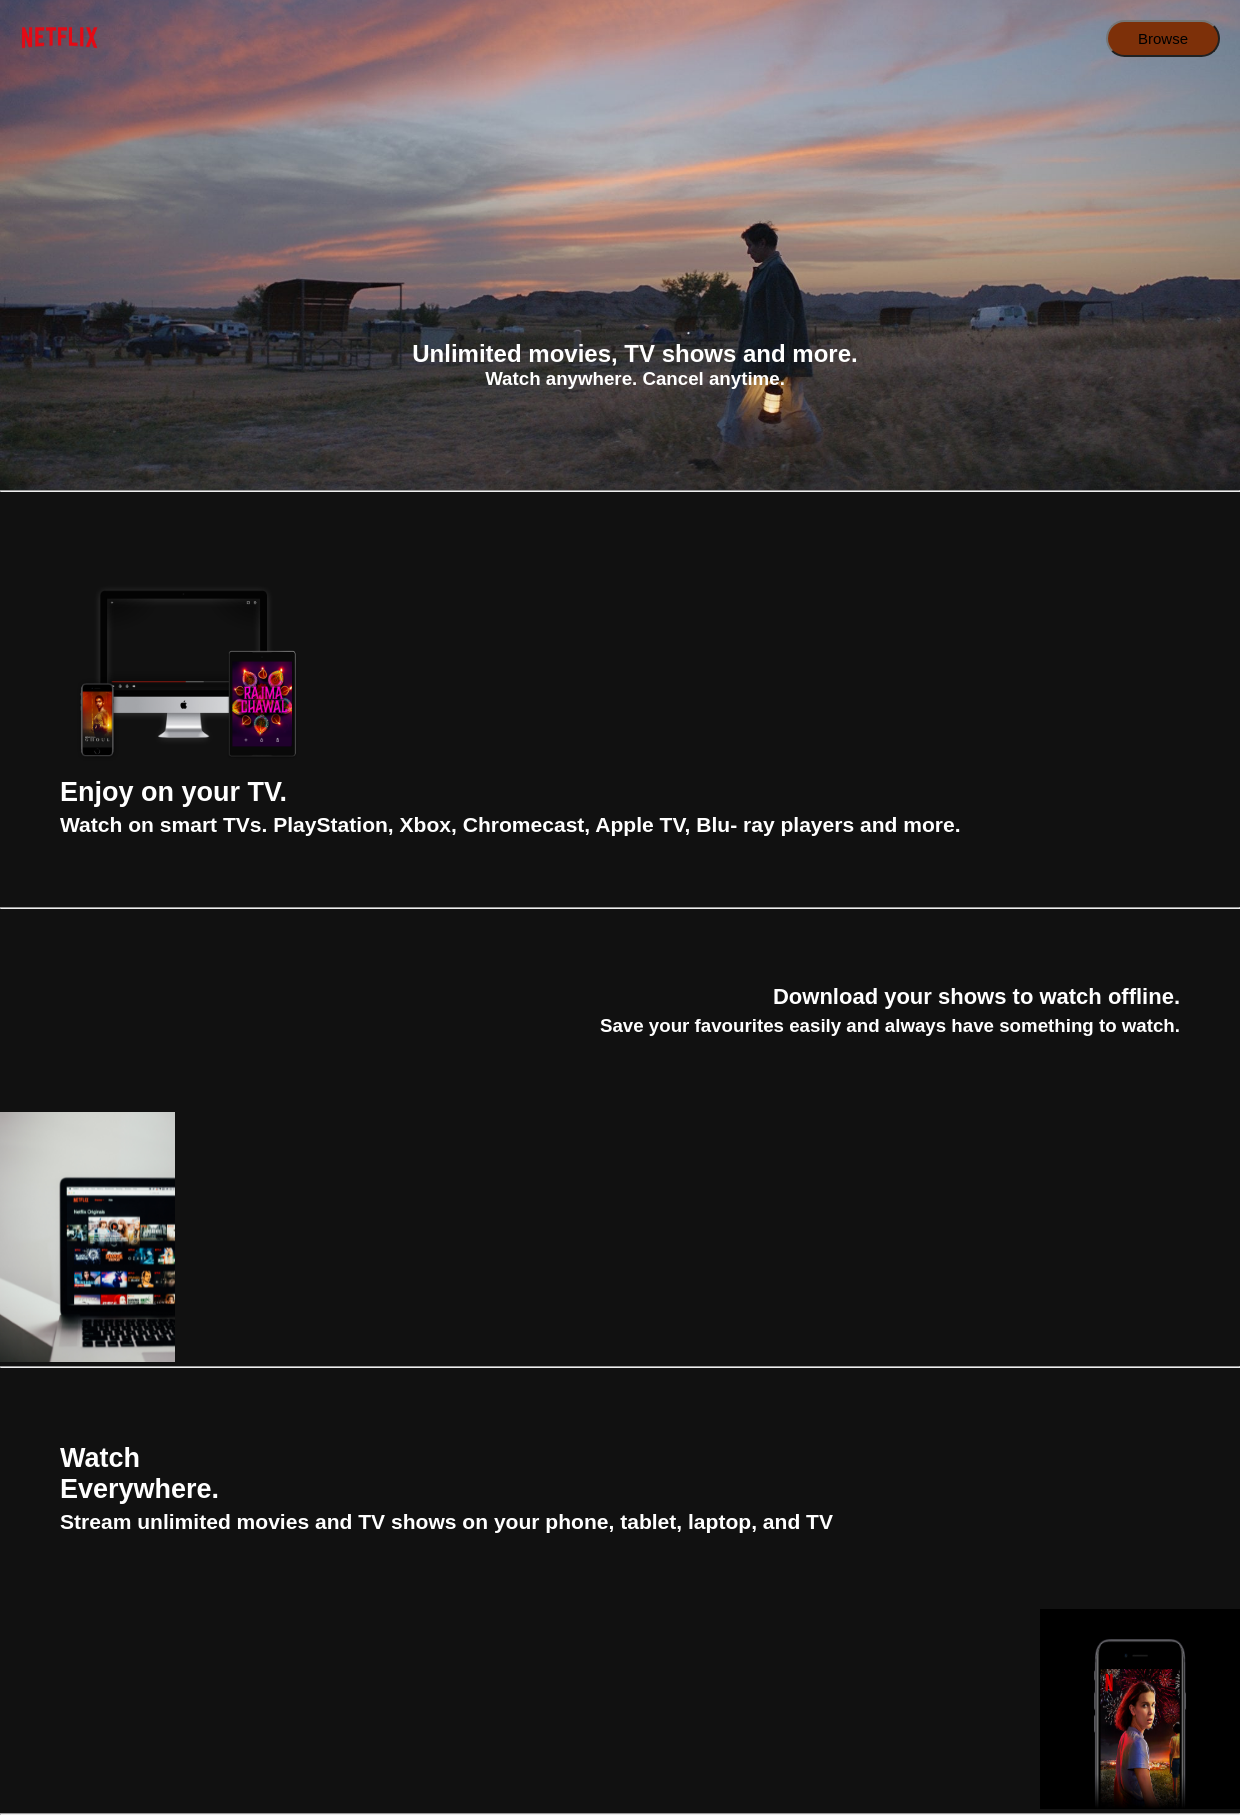 NETFLIX
Browse
Unlimited movies, TV shows and more.
Watch anywhere. Cancel anytime.
RAJMA
CHAWAL
GHOUL
Enjoy on your TV.
Watch on smart TVs. PlayStation, Xbox, Chromecast, Apple TV, Blu- ray players and more.
Download your shows to watch offline.
Save your favourites easily and always have something to watch.
NETFLIX
Netflix Originals
Watch
Everywhere.
Stream unlimited movies and TV shows on your phone, tablet, laptop, and TV
N